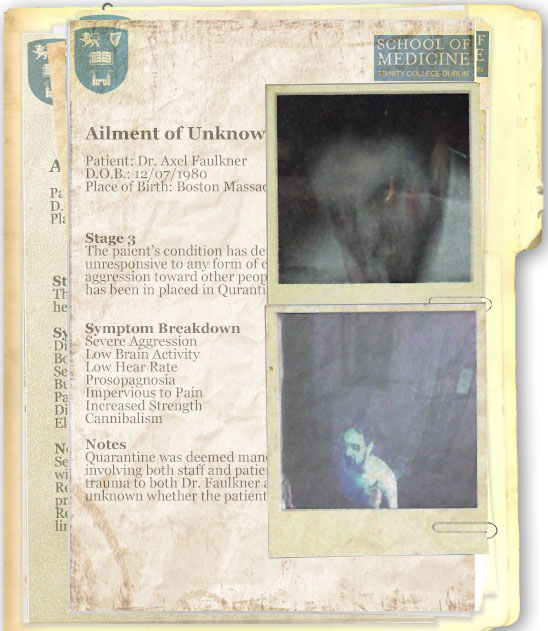 SCHOOL OF
MEDICINE
TRINITY COLLEGE DUBLIN
Ailment of Unknow
Patient: Dr. Axel Faulkner
D.O.B.: 12/07/1980
Place of Birth: Boston Massac
Stage 3
The paient's condition has de
unresponsive to any form of e
aggression toward other peop
has been in placed in Quranti
Symptom Breakdown
Severe Aggression
Low Brain Activity
Low Hear Rate
Prosopagnosia
Impervious to Pain
Increased Strength
Cannibalism
Notes
Quarantine was deemed man
involving both staff and patie
trauma to both Dr. Faulkner a
unknown whether the patient
A
Pa
D.
Pla
St
Th
he
Sy
Di
Bo
Se
Bu
Pa
Di
El
No
Se
wi
Re
pr
Re
lin